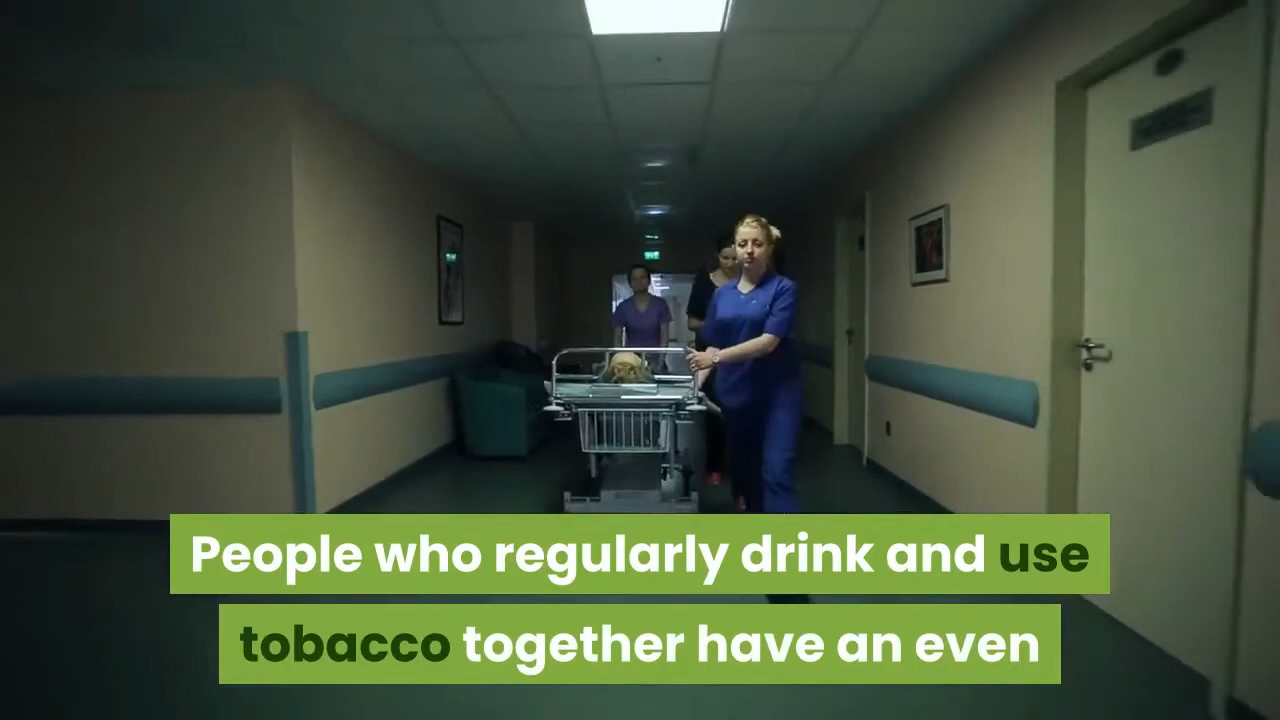 People who regularly drink and use
tobacco together have an even